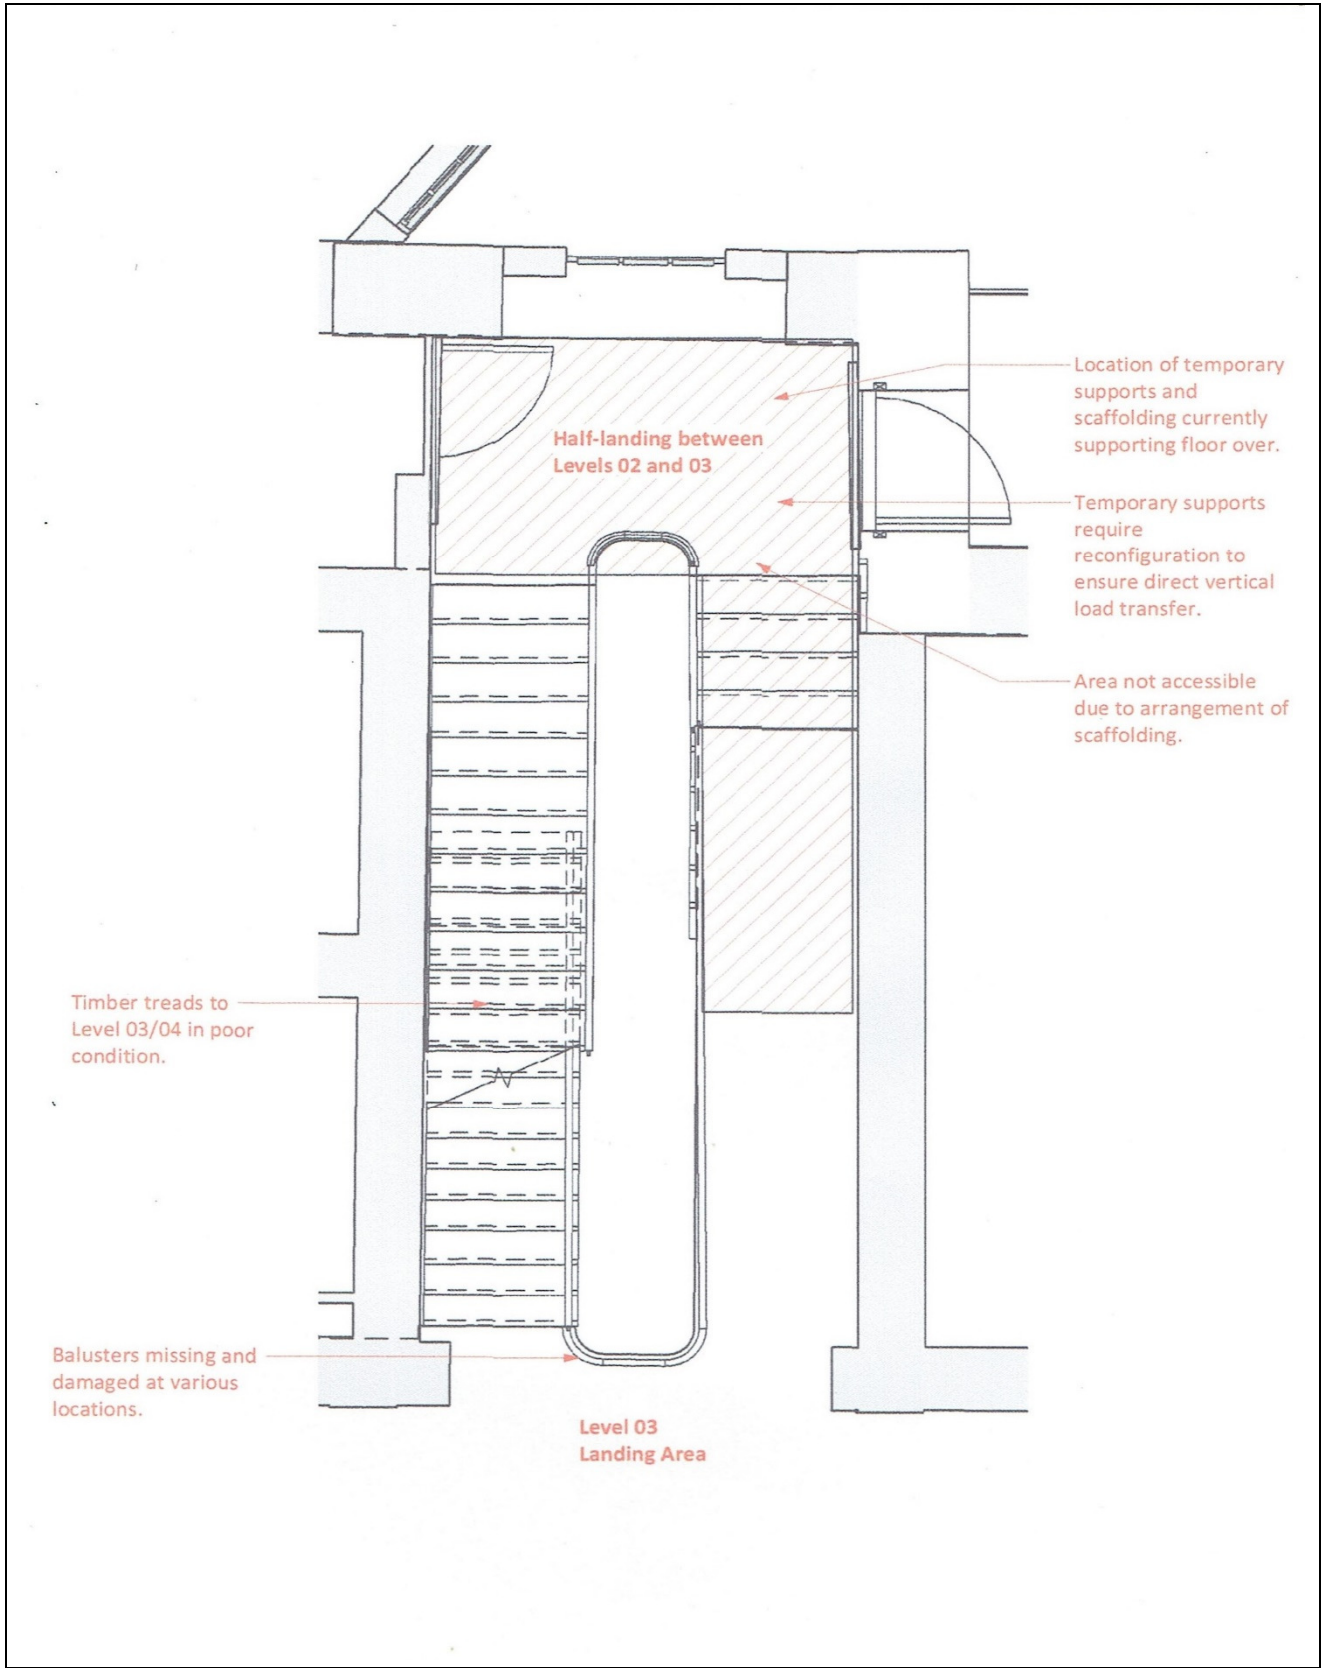 Location of temporary
supports and
scaffolding currently
supporting floor over.
Half-landing between
Levels 02 and 03
Temporary supports
require
reconfiguration to
ensure direct vertical
load transfer.
Area not accessible
due to arrangement of
scaffolding.
Timber treads to
Level 03/04 in poor
condition.
Balusters missing and
damaged at various
locations.
Level 03
Landing Area